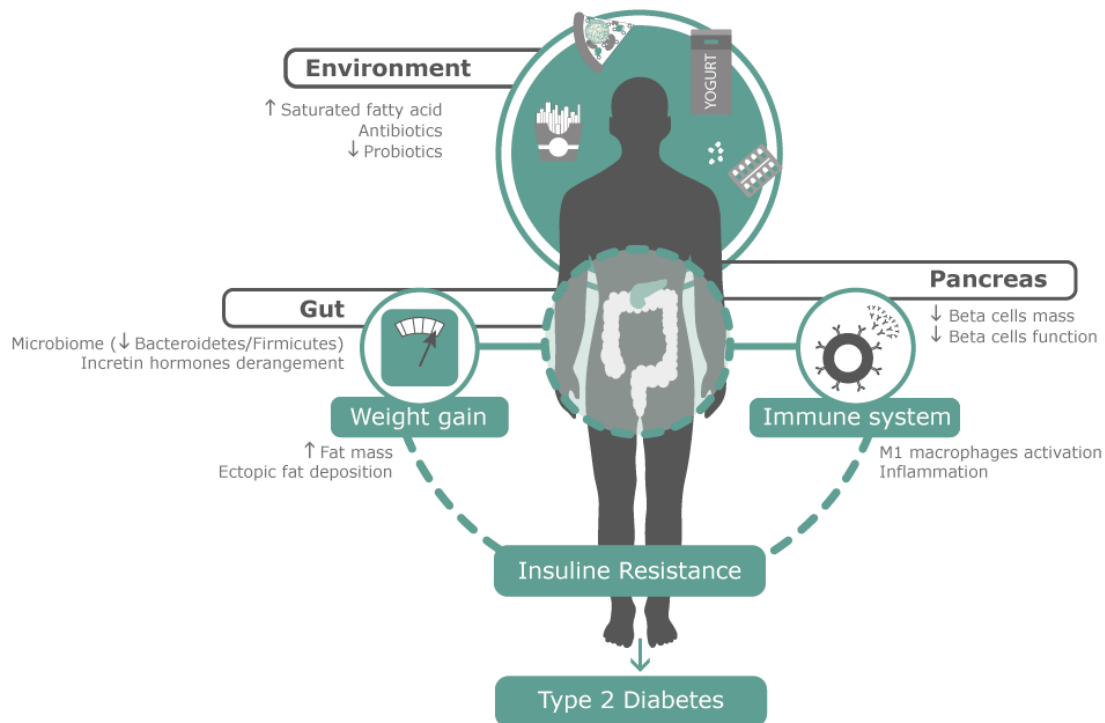 Environment
↑ Saturated fatty acid
Antibiotics
↓ Probiotics
YOGURT
Pancreas
↓ Beta cells mass
↓ Beta cells function
Gut
Microbiome (↓ Bacteroidetes/Firmicutes)
Incretin hormones derangement
Weight gain
↑ Fat mass
Ectopic fat deposition
Immune system
M1 macrophages activation
Inflammation
Insuline Resistance
Type 2 Diabetes